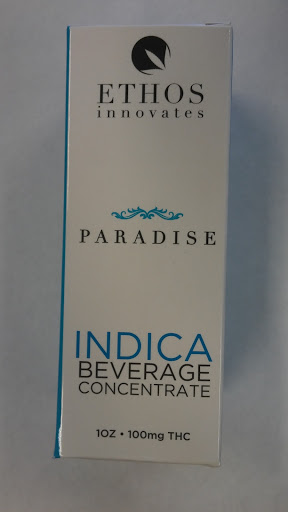 ETHOS
innovates
PARADISE
INDICA
BEVERAGE
CONCENTRATE
1OZ • 100mg THC